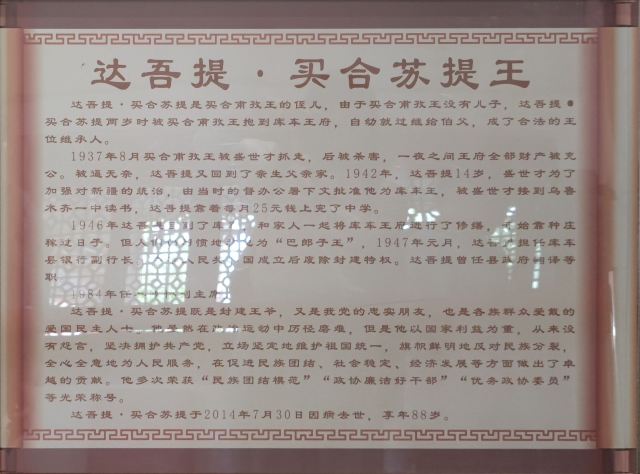 达吾提·买合苏提王
达吾提·买合苏提是买合甫孜王的侄儿，由于买合甫孜王没有儿子，达吾提·
买合苏提两岁时被买合甫孜王抱到库车王府，自动就过继给伯父，成了合法的王
位继承人。
1937年8月买合甫孜王被盛世才抓走，后被杀害，一夜之间王府全部财产被充
公。被逼无奈，达吾提又回到了亲生父亲家。1942年，达吾提14岁，盛世才为了
加强对新疆的统治，由当时的督办公署下文批准他为库车王，被盛世才接到乌鲁
木齐一中读书，达吾提靠着每月25元钱上完了中学。
1946年达吾提回到了库车，和家人一起将库车王府进行了修缮，开始靠种庄
稼过日子。但人们习惯地称他为“巴郎子王”，1947年元月，达吾提担任库车
县银行副行长。人民共和国成立后废除封建特权。达吾提曾任县政府翻译等
职
1984年任副主席
达吾提·买合苏提既是封建王爷，又是我党的忠实朋友，也是各族群众爱戴的
爱国民主人士。他虽然在政治运动中历径磨难，但是他以国家利益为重，从来没
有怨言，坚决拥护共产党，立场坚定地维护祖国统一，旗帜鲜明地反对民族分裂，
全心全意地为人民服务，在促进民族团结、社会稳定、经济发展等方面做出了卓
越的贡献。他多次荣获“民族团结模范”“政协廉洁好干部”“优务政协委员”
等光荣称号。
达吾提·买合苏提于2014年7月30日因病去世，享年88岁。